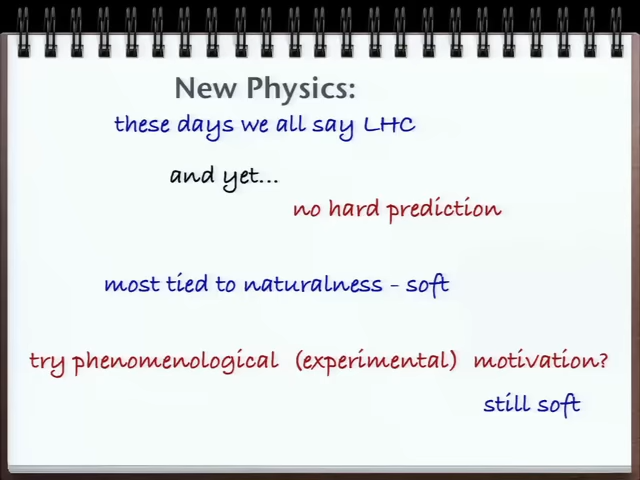 New Physics:
these days we all say LHC
and yet...
no hard prediction
most tied to naturalness - soft
try phenomenological (experimental) motivation?
still soft